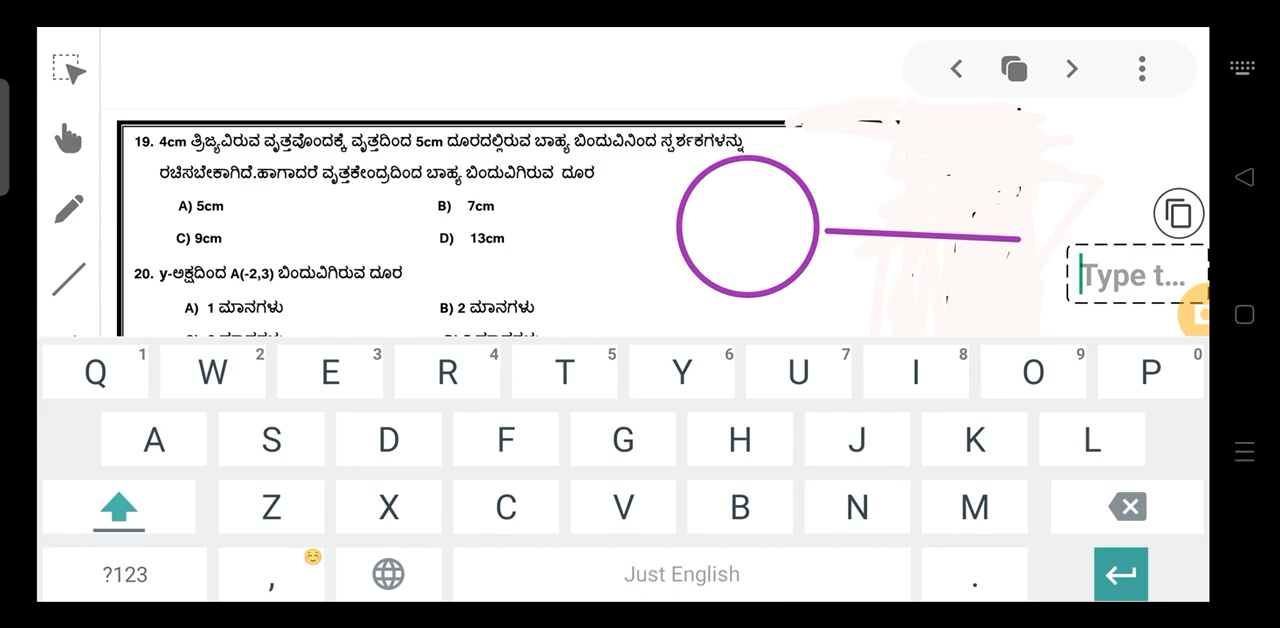 19. 4cm ತ್ರಿಜ್ಯವಿರುವ ವೃತ್ತವೊಂದಕ್ಕೆ ವೃತ್ತದಿಂದ 5cm ದೂರದಲ್ಲಿರುವ ಬಾಹ್ಯ ಬಿಂದುವಿನಿಂದ ಸ್ಪರ್ಶಕಗಳನ್ನು
ರಚಿಸಬೇಕಾಗಿದೆ.ಹಾಗಾದರೆ ವೃತ್ತಕೇಂದ್ರದಿಂದ ಬಾಹ್ಯ ಬಿಂದುವಿಗಿರುವ ದೂರ
A) 5cm B) 7cm
C) 9cm D) 13cm
Type t...
20. y-ಅಕ್ಷದಿಂದ A(-2,3) ಬಿಂದುವಿಗಿರುವ ದೂರ
A) 1 ಮಾನಗಳು B) 2 ಮಾನಗಳು
Q 1 W 2 E 3 R 4 T 5 Y 6 U 7 I 8 O 9 P 0
A S D F G H J K L
Z X C V B N M
?123 , Just English .